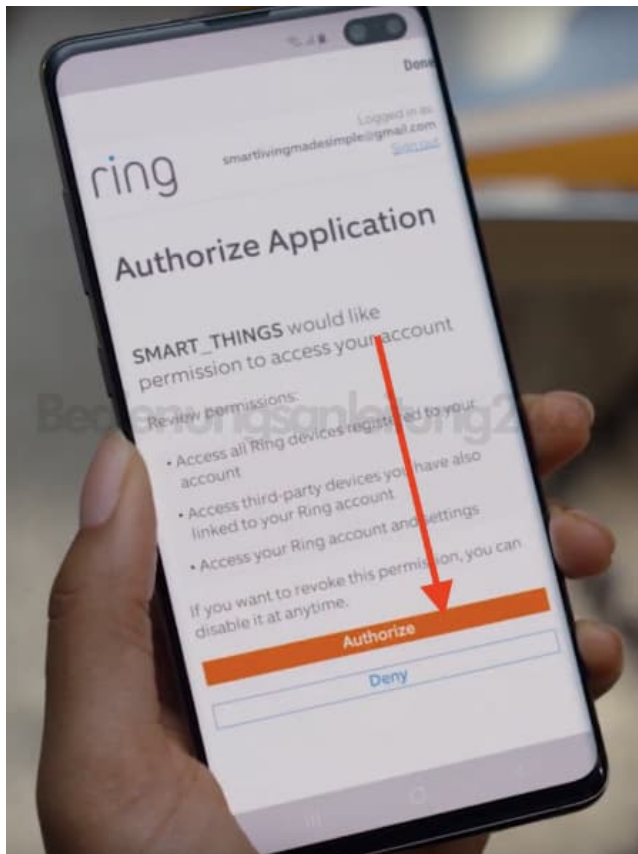 Done
Logged in as
smartlivingmadesimple@gmail.com
Sign out
ring
Authorize Application
SMART_THINGS would like
permission to access your account
Review permissions:
• Access all Ring devices registered to your
account
• Access third-party devices you have also
linked to your Ring account
• Access your Ring account and settings
If you want to revoke this permission, you can
disable it at anytime.
Authorize
Deny